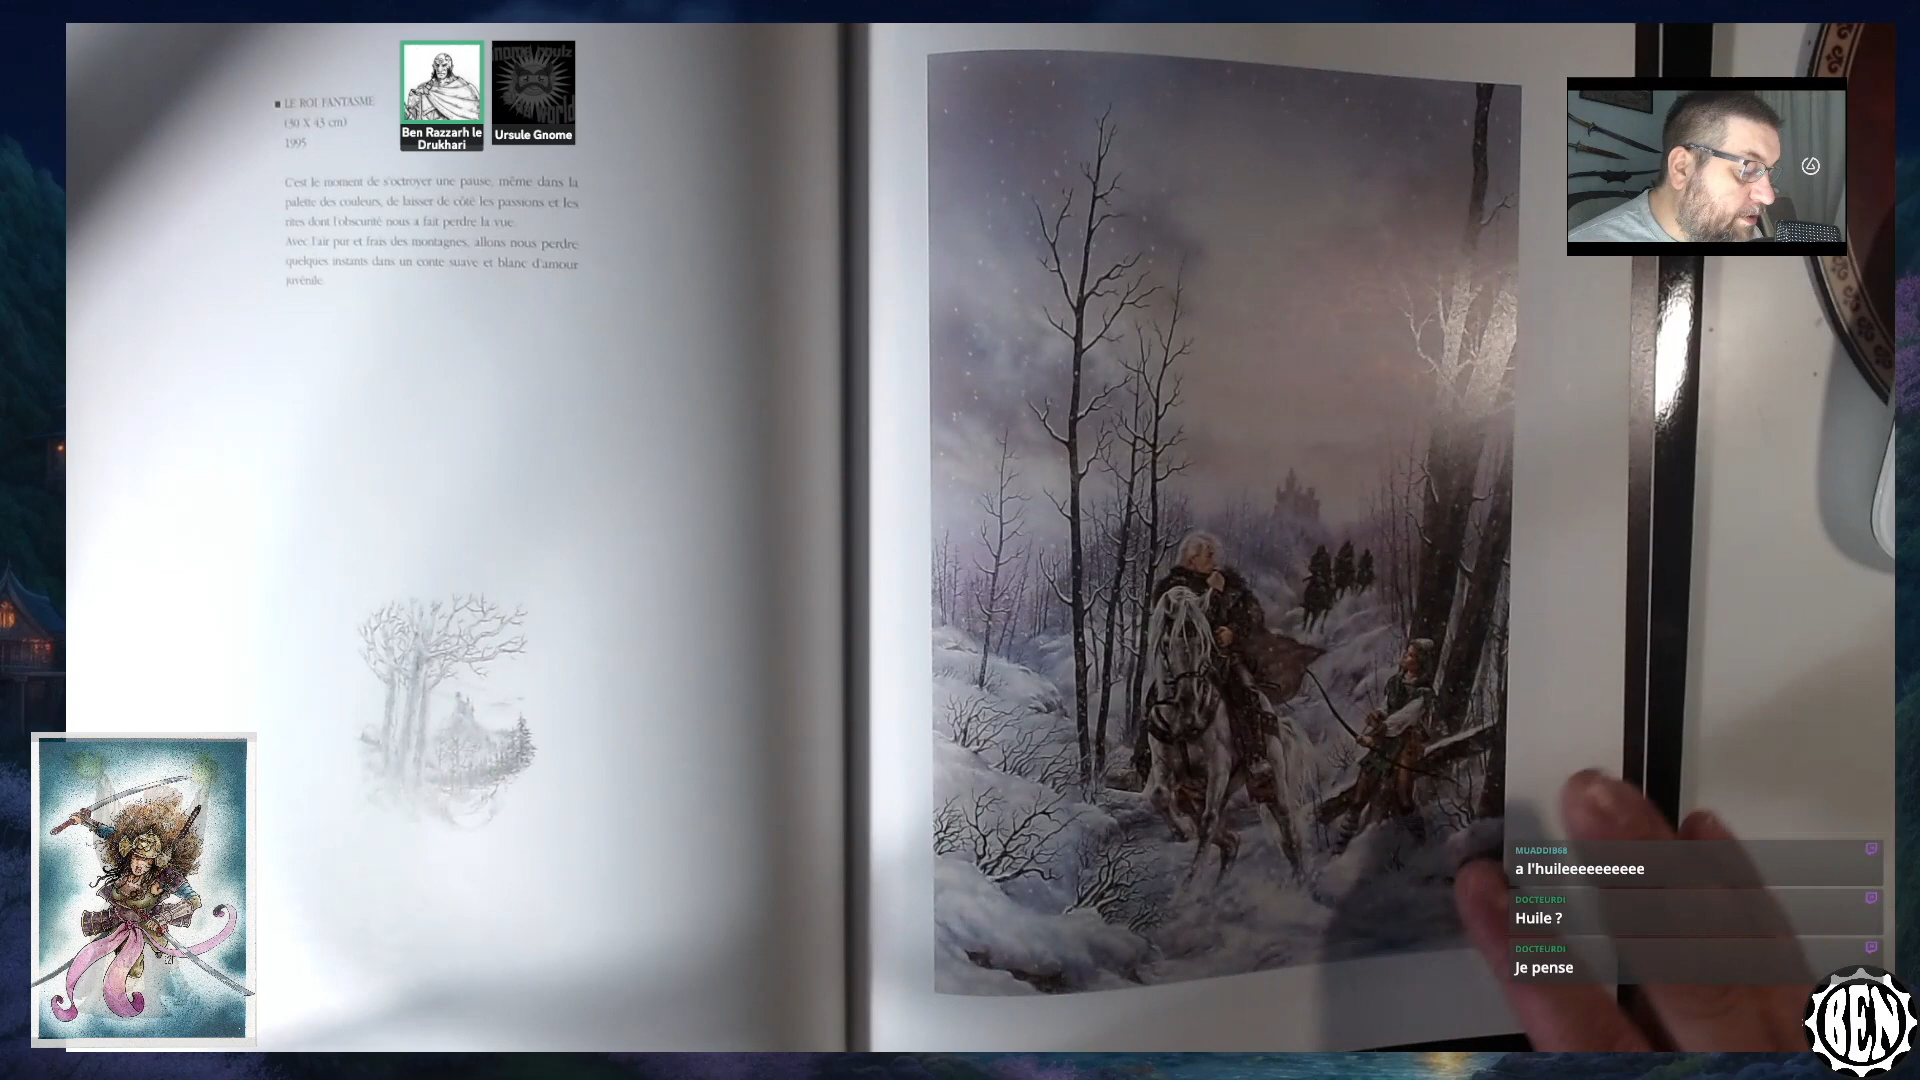 ■ LE ROI FANTASME
(30 X 43 cm)
1995
C'est le moment de s'octroyer une pause, même dans la
palette des couleurs, de laisser de côté les passions et les
rites dont l'obscurité nous a fait perdre la vue.
Avec l'air pur et frais des montagnes, allons nous perdre
quelques instants dans un conte suave et blanc d'amour
juvénile.
Ben Razzarh le
Drukhari
world
Ursule Gnome
MUADDIB68
a l'huileeeeeeeeee
DOCTEURDI
Huile ?
DOCTEURDI
Je pense
BEN